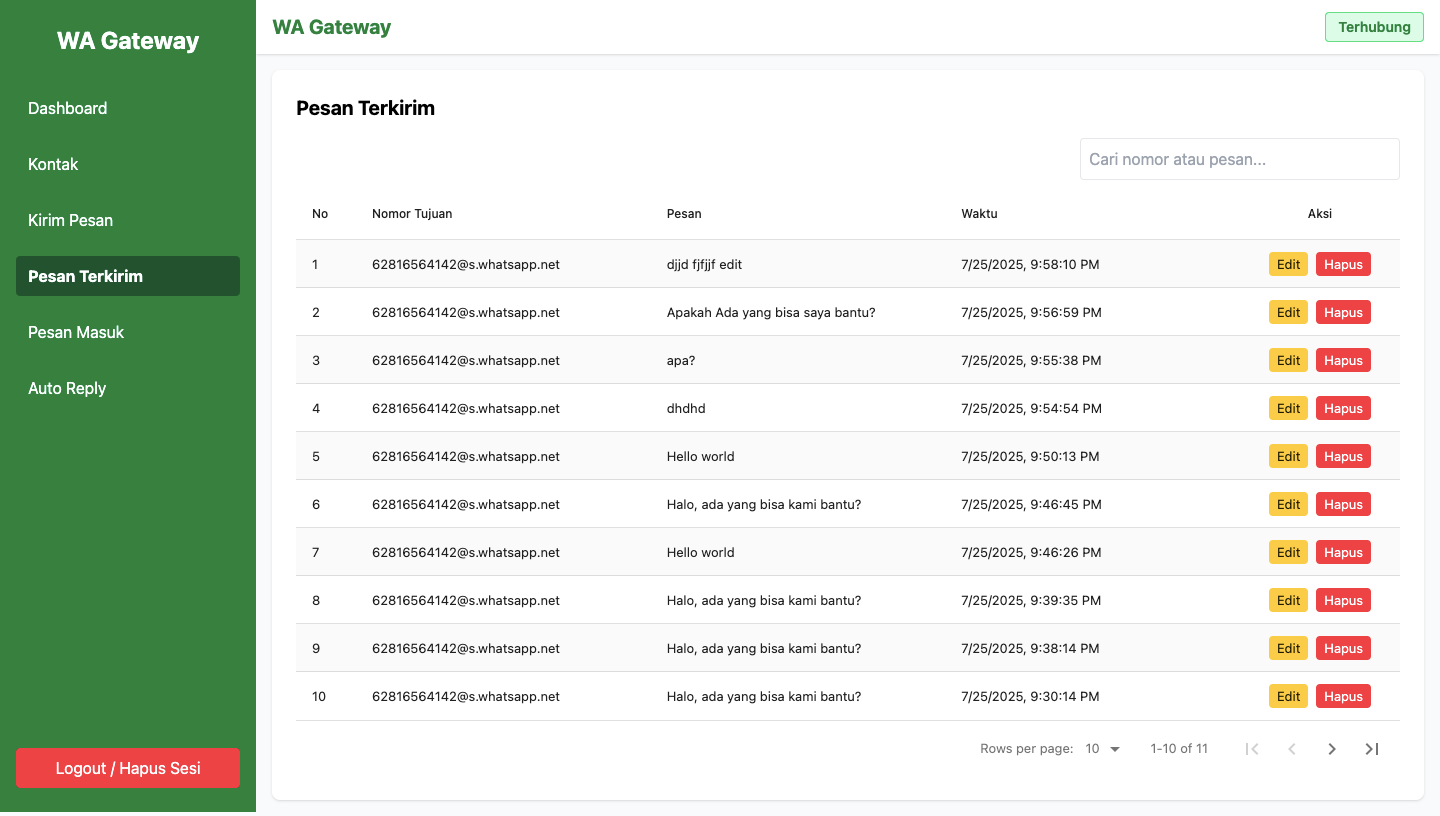 WA Gateway
Dashboard
Kontak
Kirim Pesan
Pesan Terkirim
Pesan Masuk
Auto Reply
Logout / Hapus Sesi
WA Gateway Terhubung
Pesan Terkirim
Cari nomor atau pesan...
No Nomor Tujuan Pesan Waktu Aksi
1 62816564142@s.whatsapp.net djjd fjfjjf edit 7/25/2025, 9:58:10 PM Edit Hapus
2 62816564142@s.whatsapp.net Apakah Ada yang bisa saya bantu? 7/25/2025, 9:56:59 PM Edit Hapus
3 62816564142@s.whatsapp.net apa? 7/25/2025, 9:55:38 PM Edit Hapus
4 62816564142@s.whatsapp.net dhdhd 7/25/2025, 9:54:54 PM Edit Hapus
5 62816564142@s.whatsapp.net Hello world 7/25/2025, 9:50:13 PM Edit Hapus
6 62816564142@s.whatsapp.net Halo, ada yang bisa kami bantu? 7/25/2025, 9:46:45 PM Edit Hapus
7 62816564142@s.whatsapp.net Hello world 7/25/2025, 9:46:26 PM Edit Hapus
8 62816564142@s.whatsapp.net Halo, ada yang bisa kami bantu? 7/25/2025, 9:39:35 PM Edit Hapus
9 62816564142@s.whatsapp.net Halo, ada yang bisa kami bantu? 7/25/2025, 9:38:14 PM Edit Hapus
10 62816564142@s.whatsapp.net Halo, ada yang bisa kami bantu? 7/25/2025, 9:30:14 PM Edit Hapus
Rows per page: 10 1-10 of 11